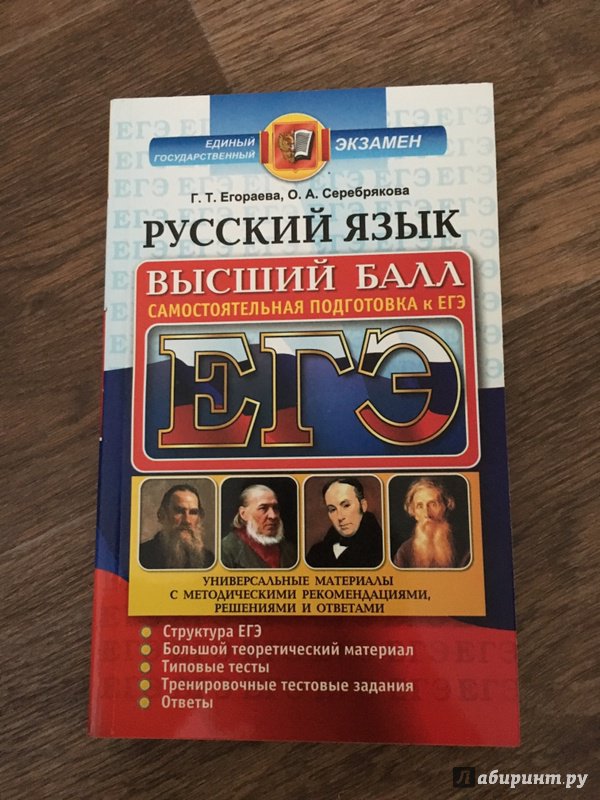 ЕДИНЫЙ
ГОСУДАРСТВЕННЫЙ
ЭКЗАМЕН
Г. Т. Егораева, О. А. Серебрякова
РУССКИЙ ЯЗЫК
ВЫСШИЙ БАЛЛ
САМОСТОЯТЕЛЬНАЯ ПОДГОТОВКА к ЕГЭ
ЕГЭ
УНИВЕРСАЛЬНЫЕ МАТЕРИАЛЫ
С МЕТОДИЧЕСКИМИ РЕКОМЕНДАЦИЯМИ,
РЕШЕНИЯМИ И ОТВЕТАМИ
Структура ЕГЭ
Большой теоретический материал
Типовые тесты
Тренировочные тестовые задания
Ответы
Лабиринт.ру